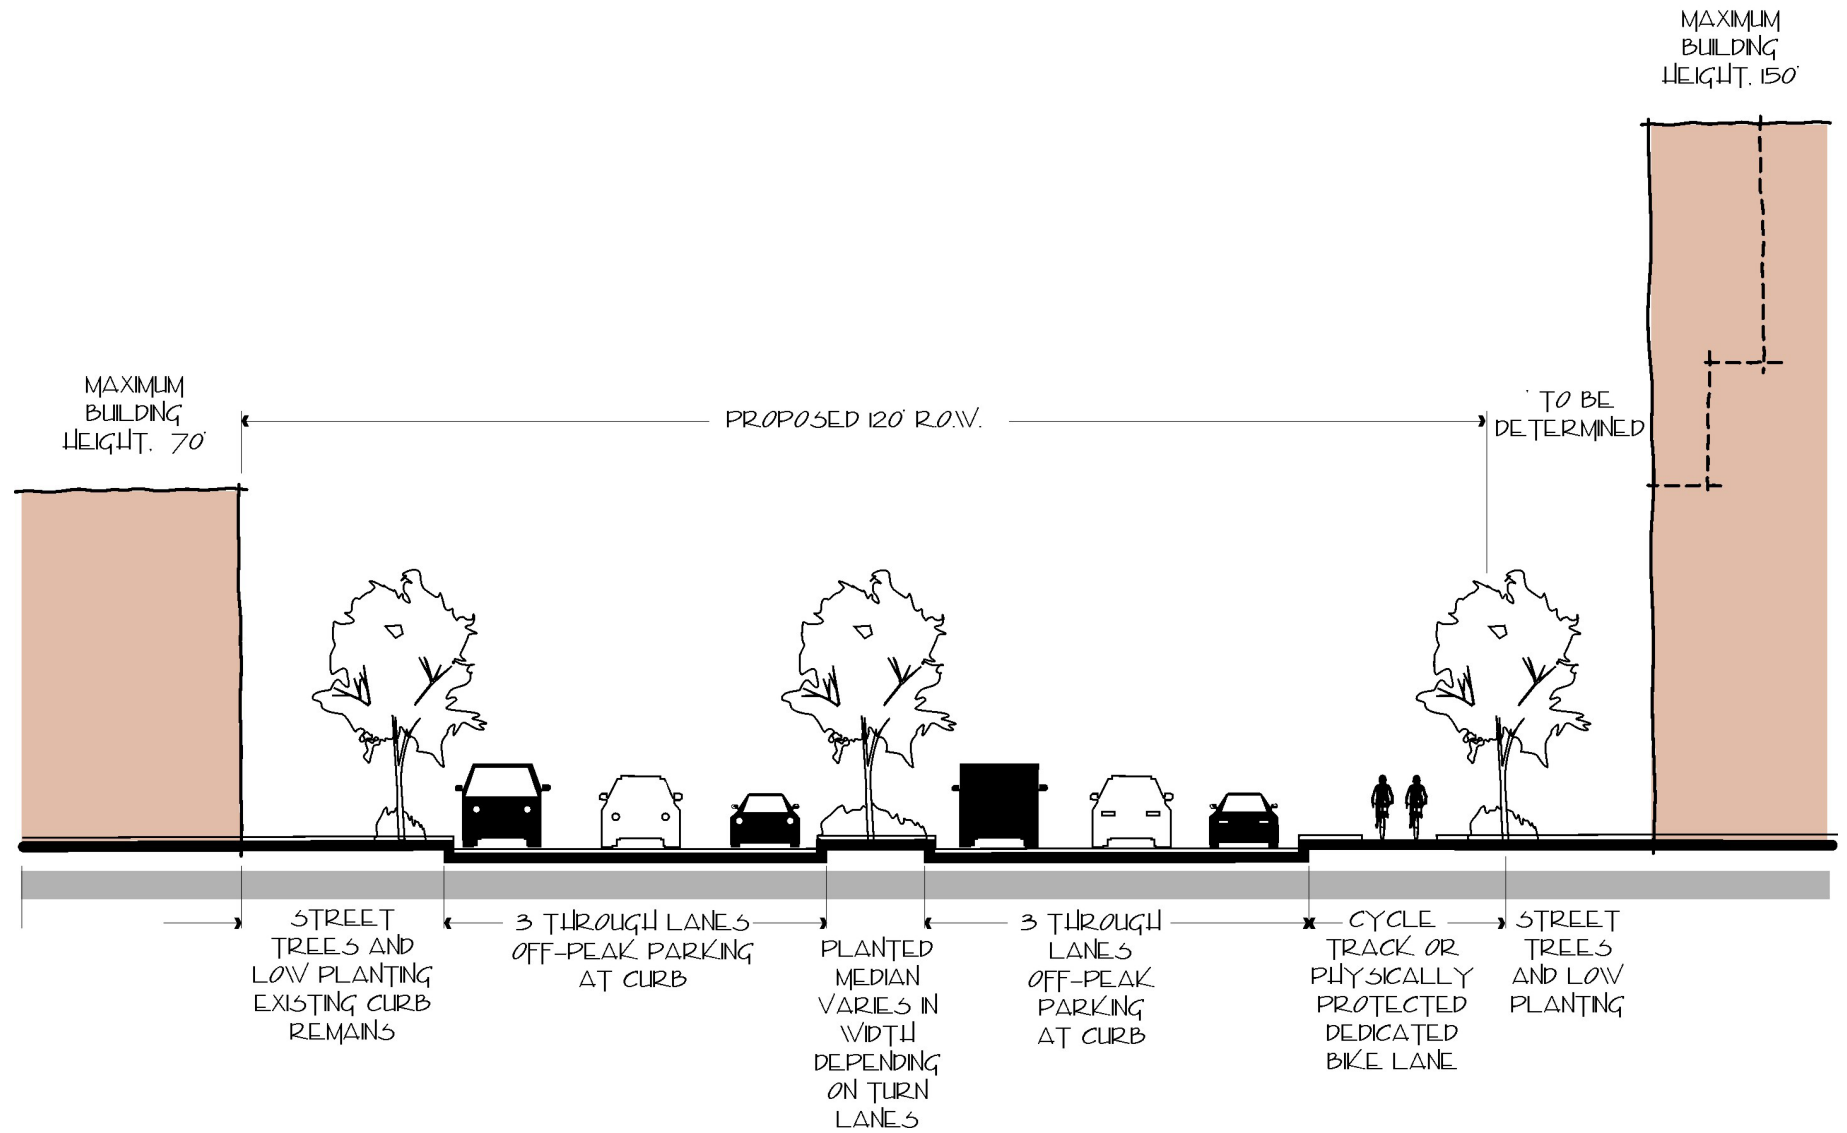 MAXIMUM
BUILDING
HEIGHT. 150'
MAXIMUM
BUILDING
HEIGHT. 70'
PROPOSED 120' R.O.W.
' TO BE
DETERMINED
STREET
TREES AND
LOW PLANTING
EXISTING CURB
REMAINS
3 THROUGH LANES
OFF-PEAK PARKING
AT CURB
PLANTED
MEDIAN
VARIES IN
WIDTH
DEPENDING
ON TURN
LANES
3 THROUGH
LANES
OFF-PEAK
PARKING
AT CURB
CYCLE
TRACK OR
PHYSICALLY
PROTECTED
DEDICATED
BIKE LANE
STREET
TREES
AND LOW
PLANTING